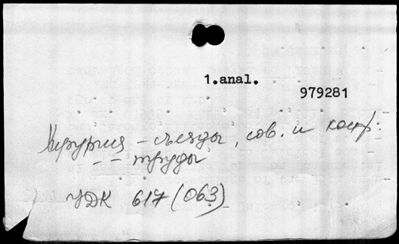 1.anal.
979281
Хирургия - съезды, сов. и конф.
- - труды
УДК 617 (063)